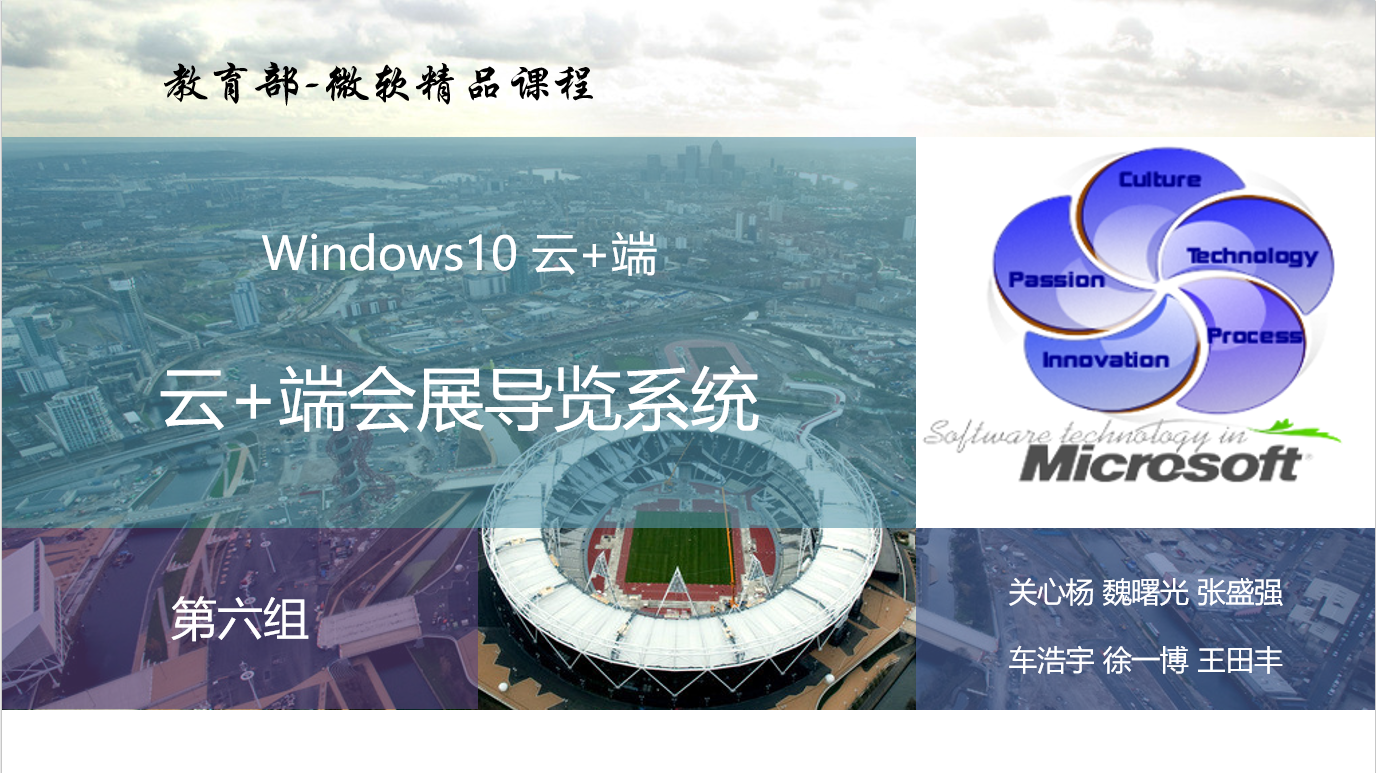 教育部-微软精品课程
Windows10 云+端
云+端会展导览系统
Culture
Technology
Passion
Process
Innovation
Software technology in
Microsoft
第六组
关心杨 魏曙光 张盛强
车浩宇 徐一博 王田丰